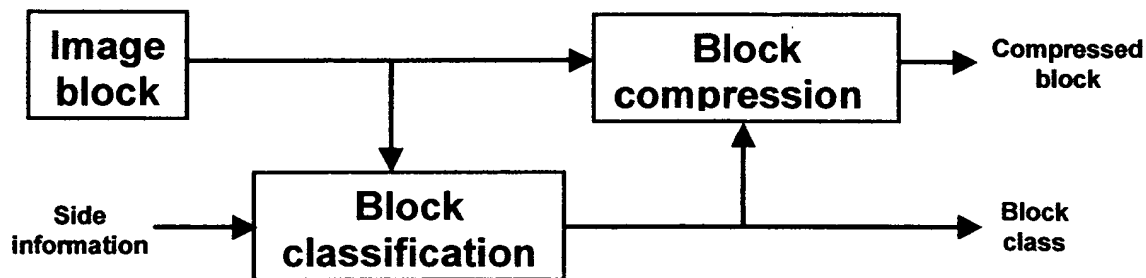 Image
block
Block
compression
Compressed
block
Side
information
Block
classification
Block
class